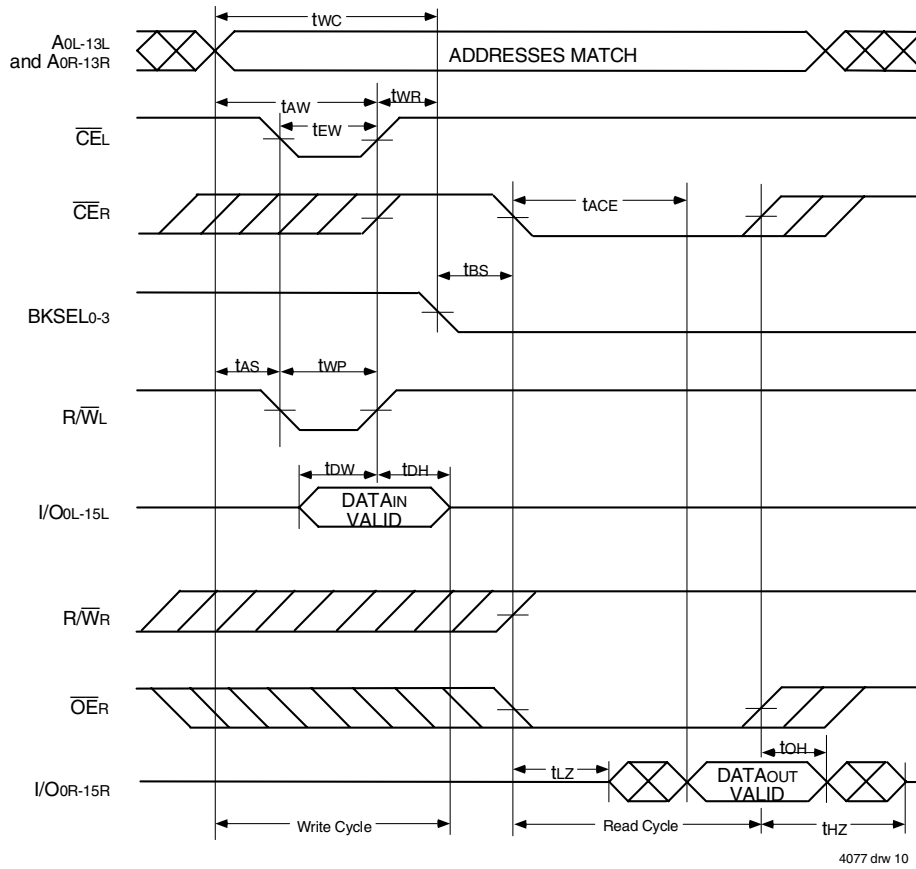 tWC
A0L-13L
and A0R-13R
ADDRESSES MATCH
tAW
tWR
CEL
tEW
CER
tACE
tBS
BKSEL0-3
tAS
tWP
R/WL
tDW
tDH
I/O0L-15L
DATAIN
VALID
R/WR
OER
tOH
tLZ
I/O0R-15R
DATAOUT
VALID
Write Cycle
Read Cycle
tHZ
4077 drw 10